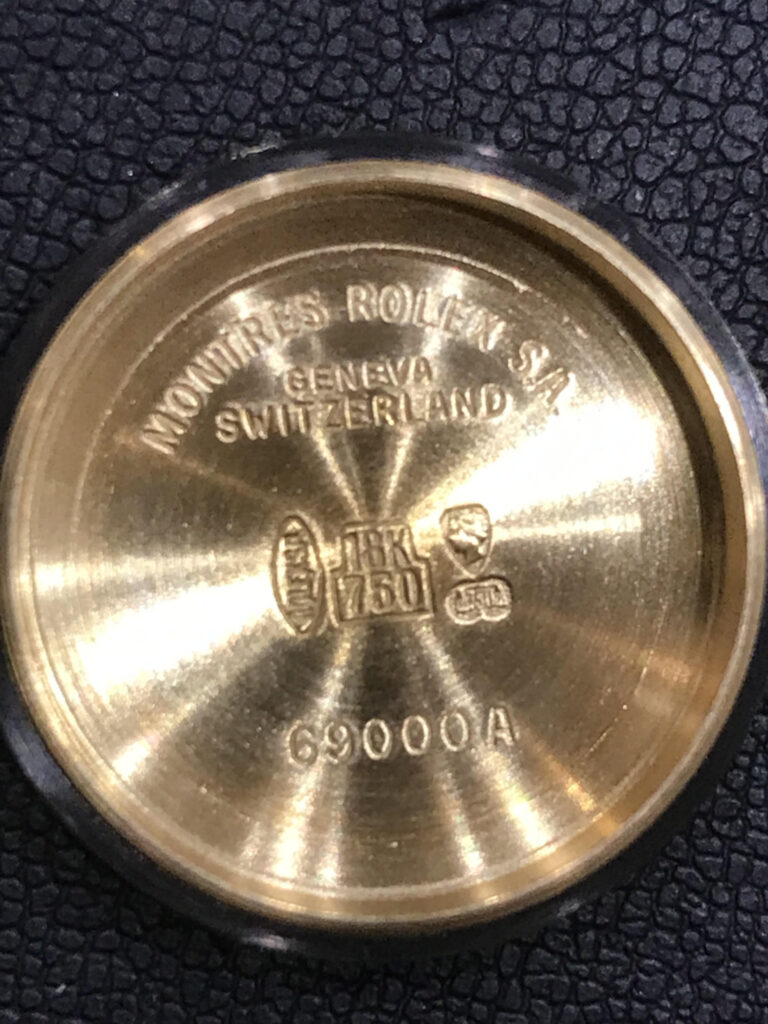 MONTRES ROLEX S.A.
GENEVA
SWITZERLAND
18K
750
69000A